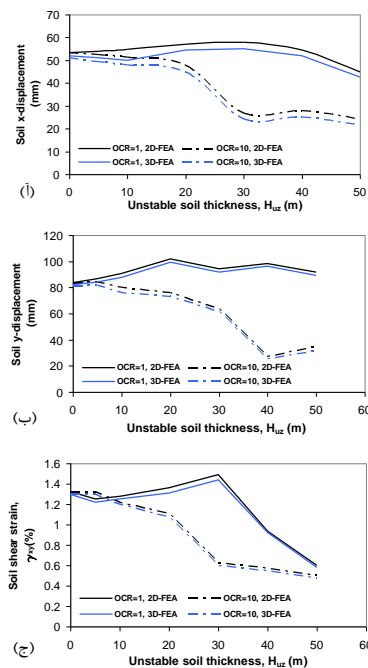 70
60
50
40
30
20
10
0
Soil x-displacement
(mm)
OCR=1, 2D-FEA OCR=10, 2D-FEA
OCR=1, 3D-FEA OCR=10, 3D-FEA
0 10 20 30 40 50
Unstable soil thickness, Huz (m)
(آ)
120
100
80
60
40
20
0
Soil y-displacement
(mm)
OCR=1, 2D-FEA OCR=10, 2D-FEA
OCR=1, 3D-FEA OCR=10, 3D-FEA
0 10 20 30 40 50 60
Unstable soil thickness, Huz (m)
(ب)
1.6
1.4
1.2
1
0.8
0.6
0.4
0.2
0
Soil shear strain,
γxy(%)
OCR=1, 2D-FEA OCR=10, 2D-FEA
OCR=1, 3D-FEA OCR=10, 3D-FEA
0 10 20 30 40 50 60
Unstable soil thickness, Huz (m)
(ج)